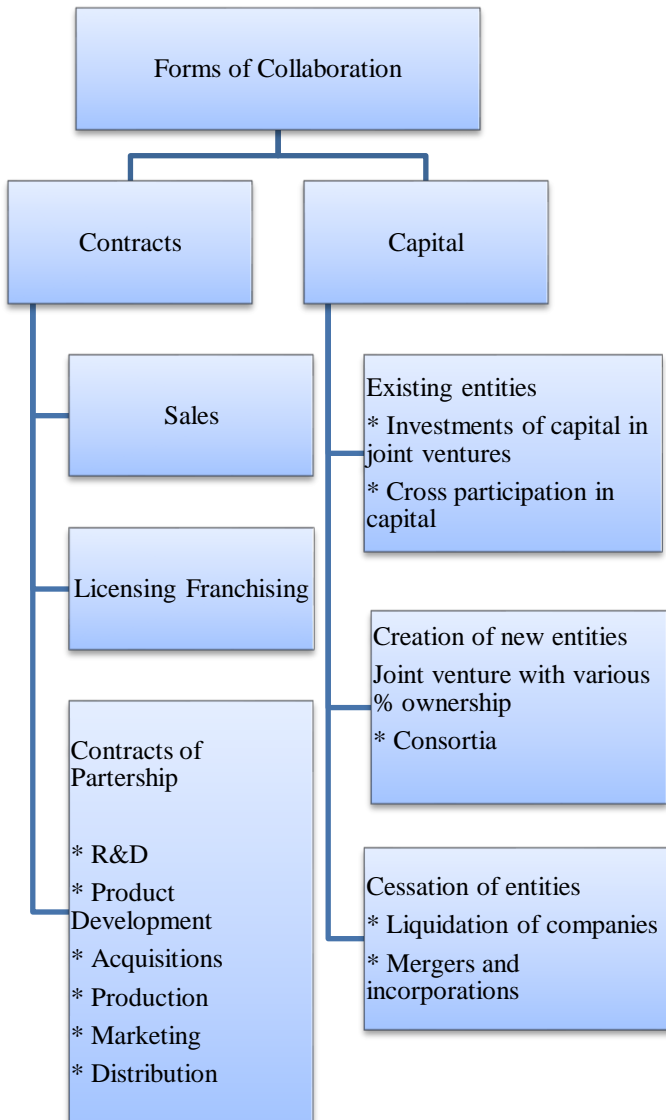 Forms of Collaboration
Contracts
Capital
Sales
Licensing Franchising
Contracts of
Partership
* R&D
* Product
Development
* Acquisitions
* Production
* Marketing
* Distribution
Existing entities
* Investments of capital in
joint ventures
* Cross participation in
capital
Creation of new entities
Joint venture with various
% ownership
* Consortia
Cessation of entities
* Liquidation of companies
* Mergers and
incorporations